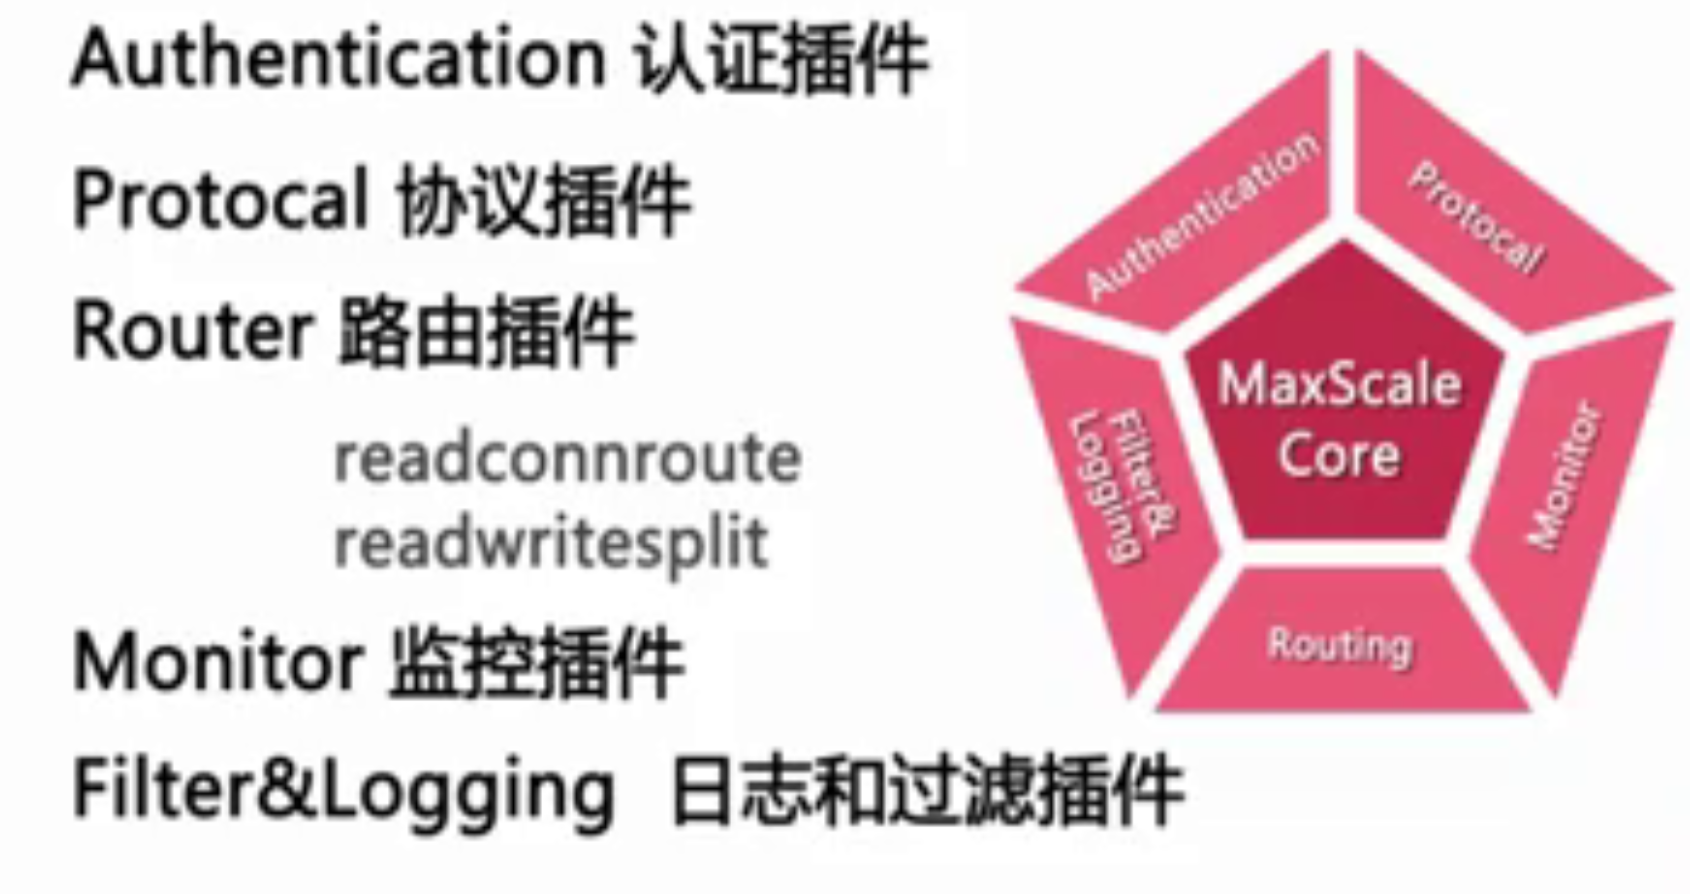 Authentication 认证插件
Protocal 协议插件
Router 路由插件
readconnroute
readwritesplit
Monitor 监控插件
Filter&Logging 日志和过滤插件
Authentication
Protocal
Filter&
Logging
MaxScale
Core
Monitor
Routing